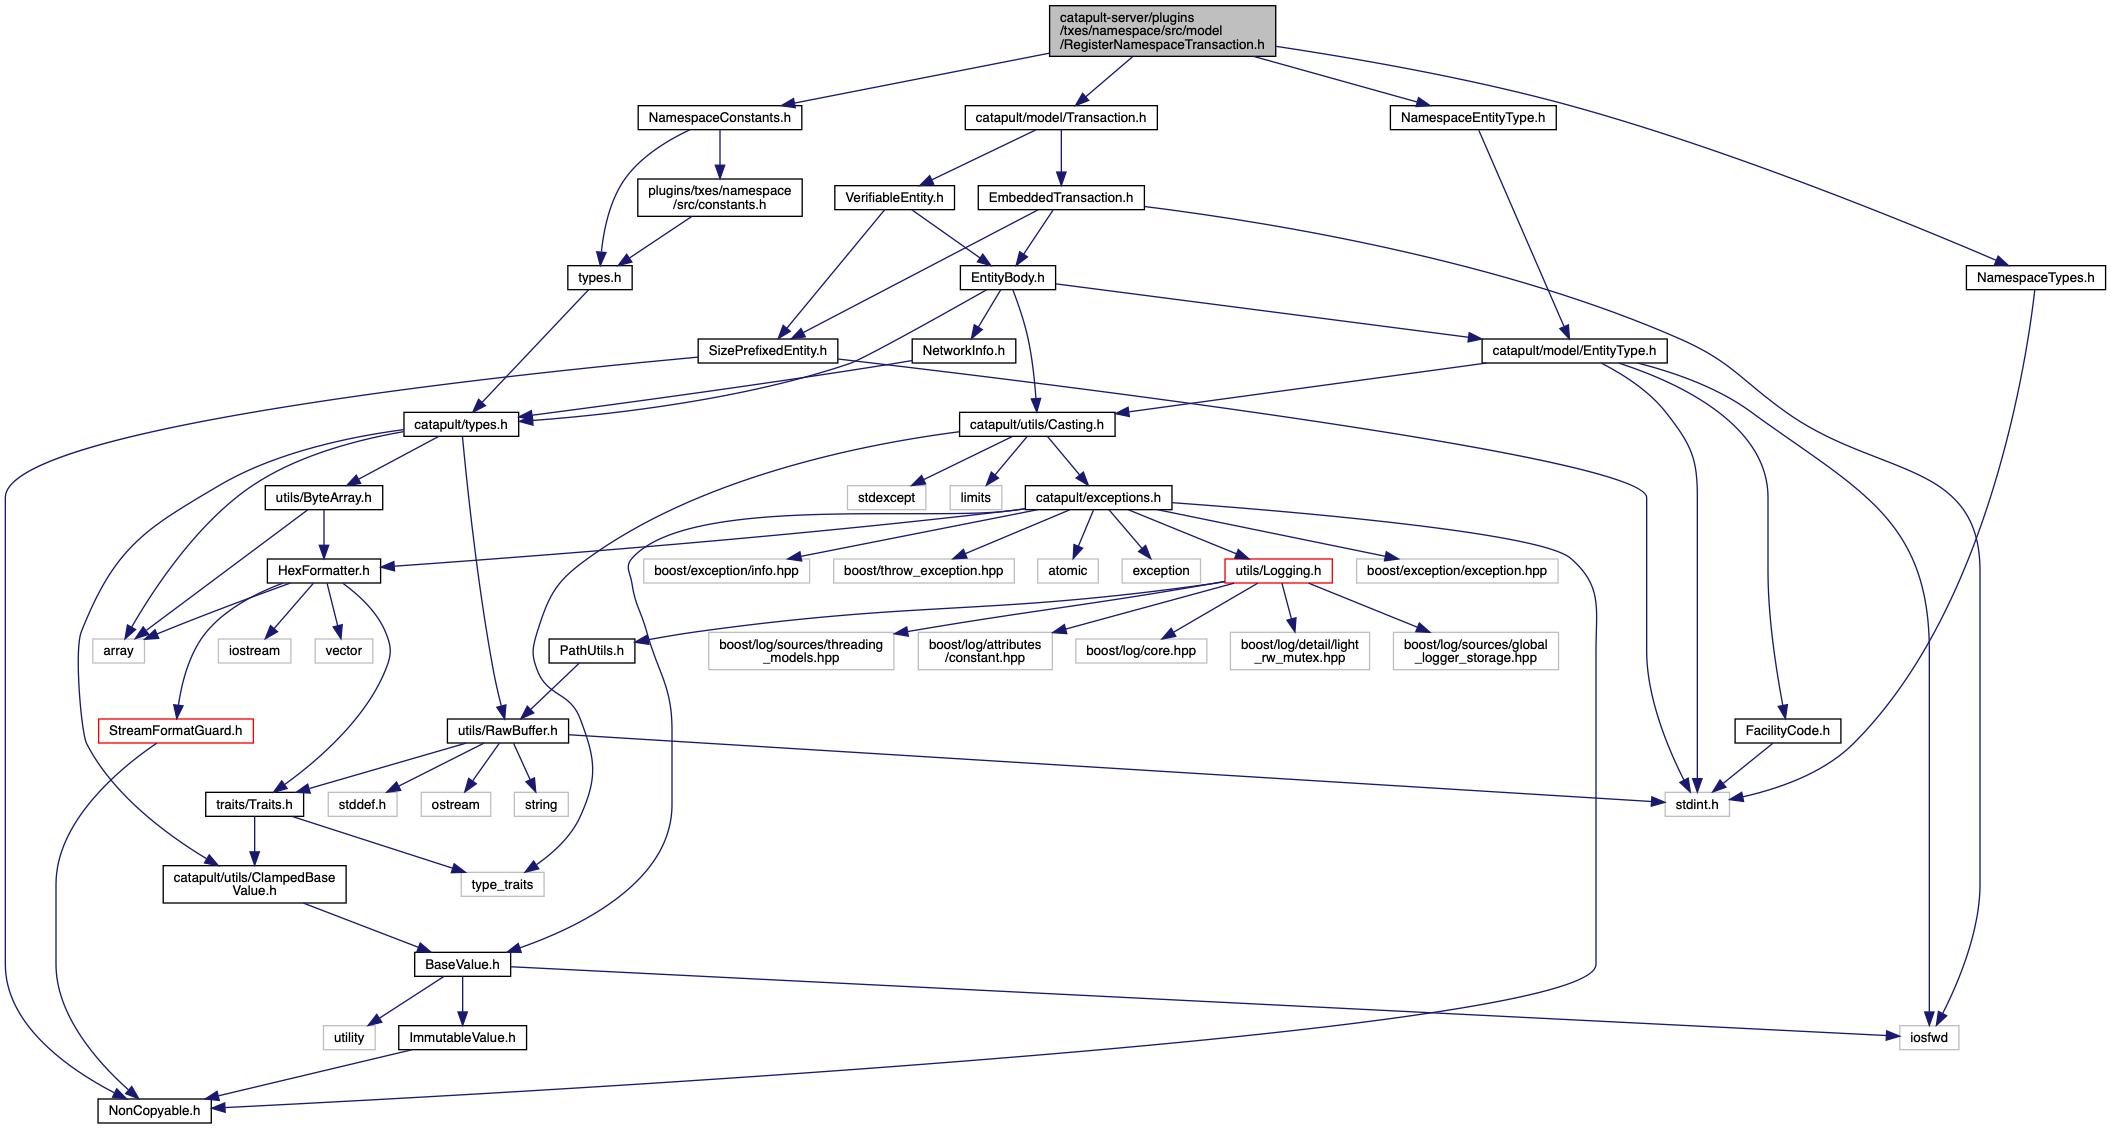 catapult-server/plugins
/txes/namespace/src/model
/RegisterNamespaceTransaction.h
NamespaceConstants.h
catapult/model/Transaction.h
NamespaceEntityType.h
plugins/txes/namespace
/src/constants.h
VerifiableEntity.h
EmbeddedTransaction.h
types.h
EntityBody.h
NamespaceTypes.h
SizePrefixedEntity.h
NetworkInfo.h
catapult/model/EntityType.h
catapult/types.h
catapult/utils/Casting.h
utils/ByteArray.h
stdexcept
limits
catapult/exceptions.h
HexFormatter.h
boost/exception/info.hpp
boost/throw_exception.hpp
atomic
exception
utils/Logging.h
boost/exception/exception.hpp
array
iostream
vector
PathUtils.h
boost/log/sources/threading
_models.hpp
boost/log/attributes
/constant.hpp
boost/log/core.hpp
boost/log/detail/light
_rw_mutex.hpp
boost/log/sources/global
_logger_storage.hpp
StreamFormatGuard.h
utils/RawBuffer.h
FacilityCode.h
traits/Traits.h
stddef.h
ostream
string
stdint.h
catapult/utils/ClampedBase
Value.h
type_traits
BaseValue.h
utility
ImmutableValue.h
iosfwd
NonCopyable.h